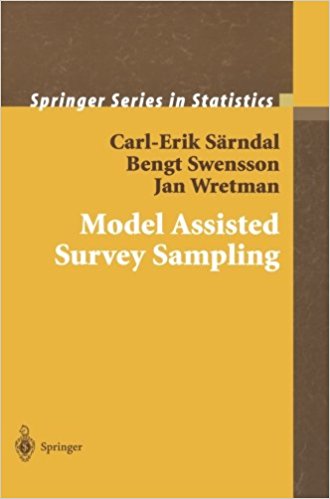 Springer Series in Statistics
Carl-Erik Särndal
Bengt Swensson
Jan Wretman
Model Assisted
Survey Sampling
Springer